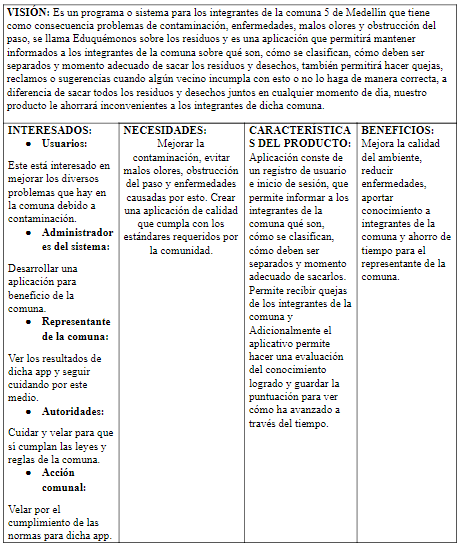 VISIÓN: Es un programa o sistema para los integrantes de la comuna 5 de Medellín que tiene
como consecuencia problemas de contaminación, enfermedades, malos olores y obstrucción del
paso, se llama Eduquémonos sobre los residuos y es una aplicación que permitirá mantener
informados a los integrantes de la comuna sobre qué son, cómo se clasifican, cómo deben ser
separados y momento adecuado de sacar los residuos y desechos, también permitirá hacer quejas,
reclamos o sugerencias cuando algún vecino incumpla con esto o no lo haga de manera correcta, a
diferencia de sacar todos los residuos y desechos juntos en cualquier momento de día, nuestro
producto le ahorrará inconvenientes a los integrantes de dicha comuna.
INTERESADOS:
● Usuarios:
Este está interesado en
mejorar los diversos
problemas que hay en
la comuna debido a
contaminación.
● Administrador
es del sistema:
Desarrollar una
aplicación para
beneficio de la
comuna.
● Representante
de la comuna:
Ver los resultados de
dicha app y seguir
cuidando por este
medio.
● Autoridades:
Cuidar y velar para que
sí cumplan las leyes y
reglas de la comuna.
● Acción
comunal:
Velar por el
cumplimiento de las
normas para dicha app.
NECESIDADES:
Mejorar la
contaminación, evitar
malos olores, obstrucción
del paso y enfermedades
causadas por esto. Crear
una aplicación de calidad
que cumpla con los
estándares requeridos por
la comunidad.
CARACTERÍSTICA
S DEL PRODUCTO:
Aplicación conste de
un registro de usuario
e inicio de sesión, que
permite informar a los
integrantes de la
comuna qué son,
cómo se clasifican,
cómo deben ser
separados y momento
adecuado de sacarlos.
Permite recibir quejas
de los integrantes de la
comuna y
Adicionalmente el
aplicativo permite
hacer una evaluación
del conocimiento
logrado y guardar la
puntuación para ver
cómo ha avanzado a
través del tiempo.
BENEFICIOS:
Mejora la calidad
del ambiente,
reducir
enfermedades,
aportar
conocimiento a
integrantes de la
comuna y ahorro de
tiempo para el
representante de la
comuna.